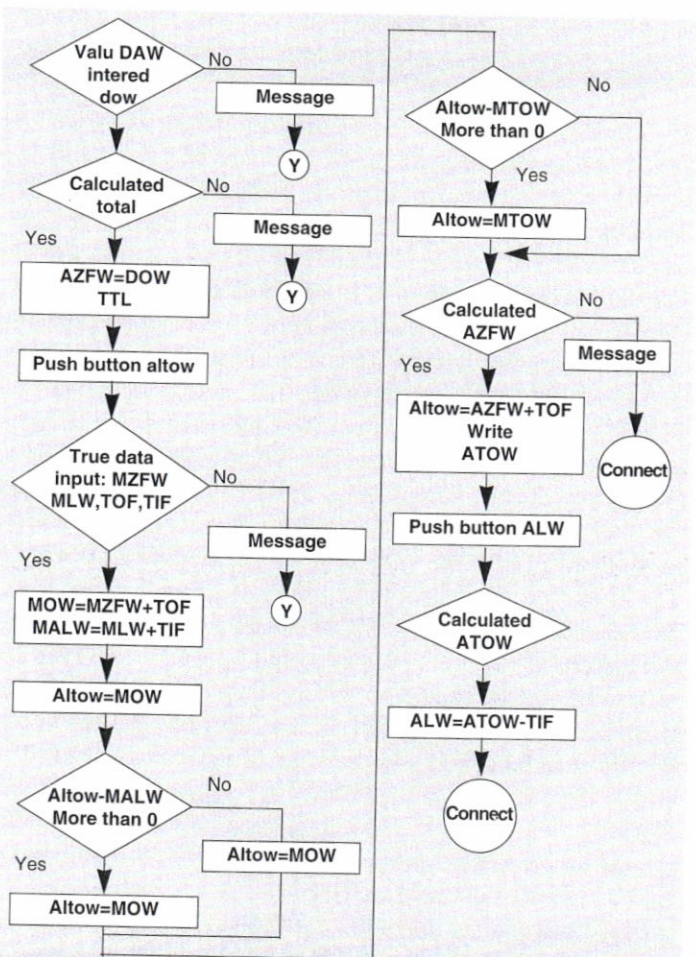 Valu DAW
intered
dow
No
Message
Y
Calculated
total
No
Message
Yes
Y
AZFW=DOW
TTL
Push button altow
True data
input: MZFW
MLW,TOF,TIF
No
Message
Yes
Y
MOW=MZFW+TOF
MALW=MLW+TIF
Altow=MOW
Altow-MALW
More than 0
No
Altow=MOW
Yes
Altow=MOW
Altow-MTOW
More than 0
No
Yes
Altow=MTOW
Calculated
AZFW
No
Message
Yes
Altow=AZFW+TOF
Write
ATOW
Connect
Push button ALW
Calculated
ATOW
ALW=ATOW-TIF
Connect